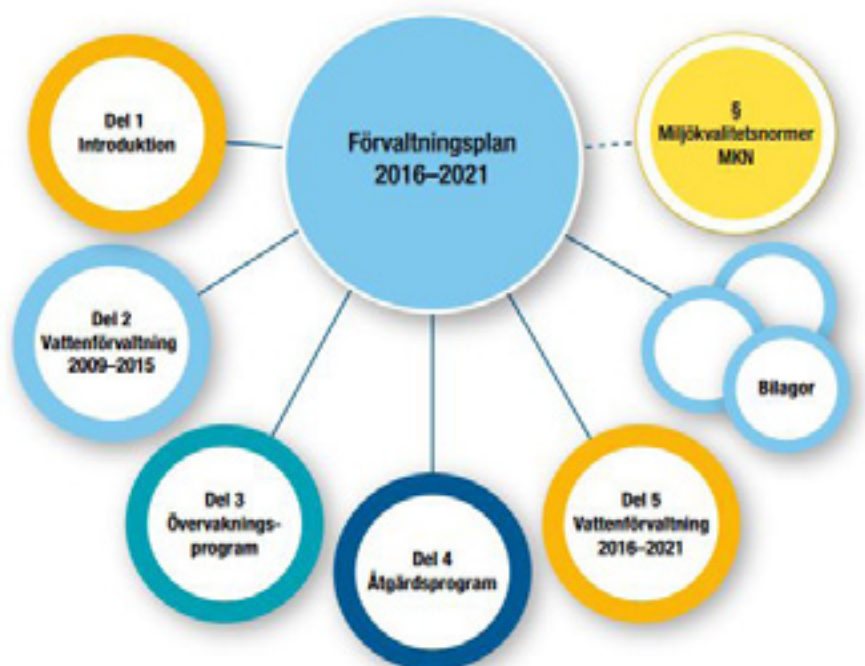 Förvaltningsplan
2016–2021
Del 1
Introduktion
Del 2
Vattenförvaltning
2009–2015
Del 3
Övervaknings-
program
Del 4
Åtgärdsprogram
Del 5
Vattenförvaltning
2016–2021
Bilagor
§
Miljökvalitetsnormer
MKN